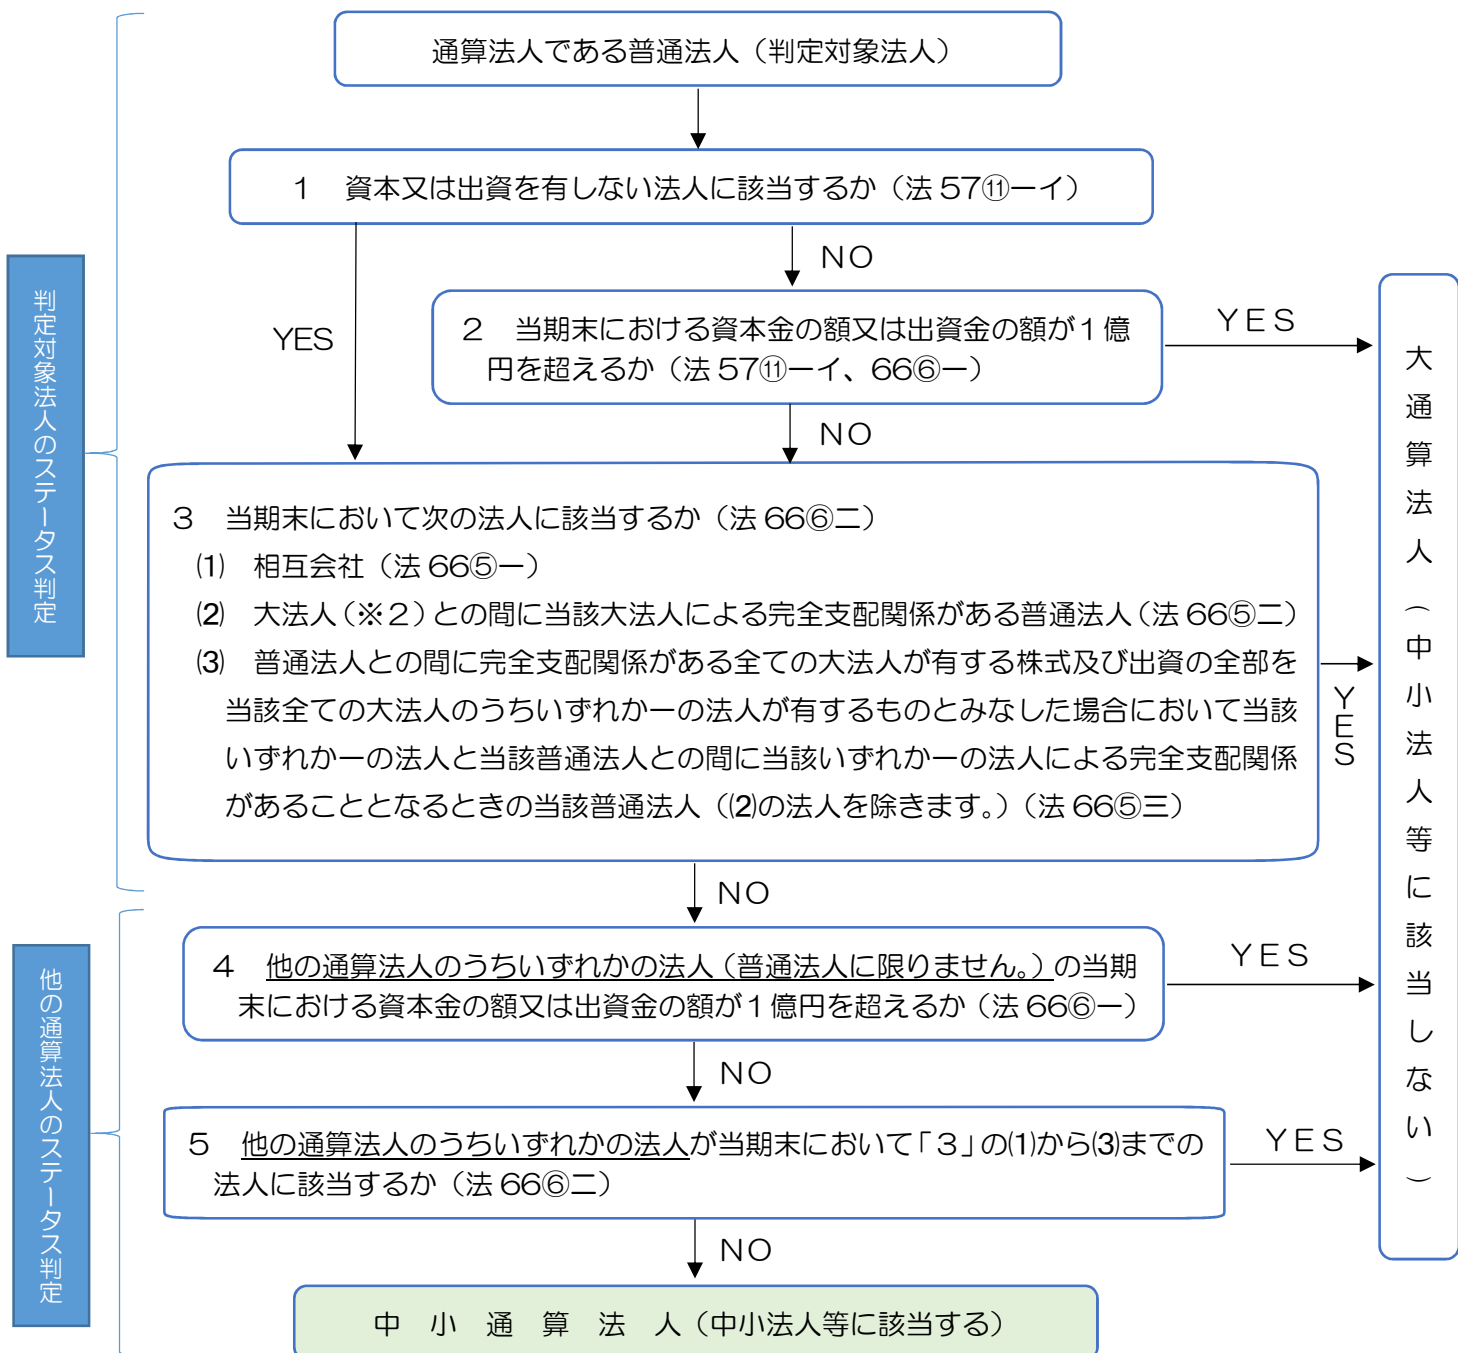 通算法人である普通法人（判定対象法人）
１　資本又は出資を有しない法人に該当するか（法 57⑪一イ）
NO
YES
２　当期末における資本金の額又は出資金の額が１億
円を超えるか（法 57⑪一イ、66⑥一）
YES
NO
判定対象法人のステータス判定
３　当期末において次の法人に該当するか（法 66⑥二）
⑴　相互会社（法 66⑤一）
⑵　大法人（※２）との間に当該大法人による完全支配関係がある普通法人（法 66⑤二）
⑶　普通法人との間に完全支配関係がある全ての大法人が有する株式及び出資の全部を
当該全ての大法人のうちいずれか一の法人が有するものとみなした場合において当該
いずれか一の法人と当該普通法人との間に当該いずれか一の法人による完全支配関係
があることとなるときの当該普通法人（⑵の法人を除きます。）（法 66⑤三）
YES
NO
４　他の通算法人のうちいずれかの法人（普通法人に限りません。）の当期
末における資本金の額又は出資金の額が１億円を超えるか（法 66⑥一）
YES
NO
他の通算法人のステータス判定
５　他の通算法人のうちいずれかの法人が当期末において「３」の⑴から⑶までの
法人に該当するか（法 66⑥二）
YES
NO
大通算法人（中小法人等に該当しない）
中　小　通　算　法　人（中小法人等に該当する）